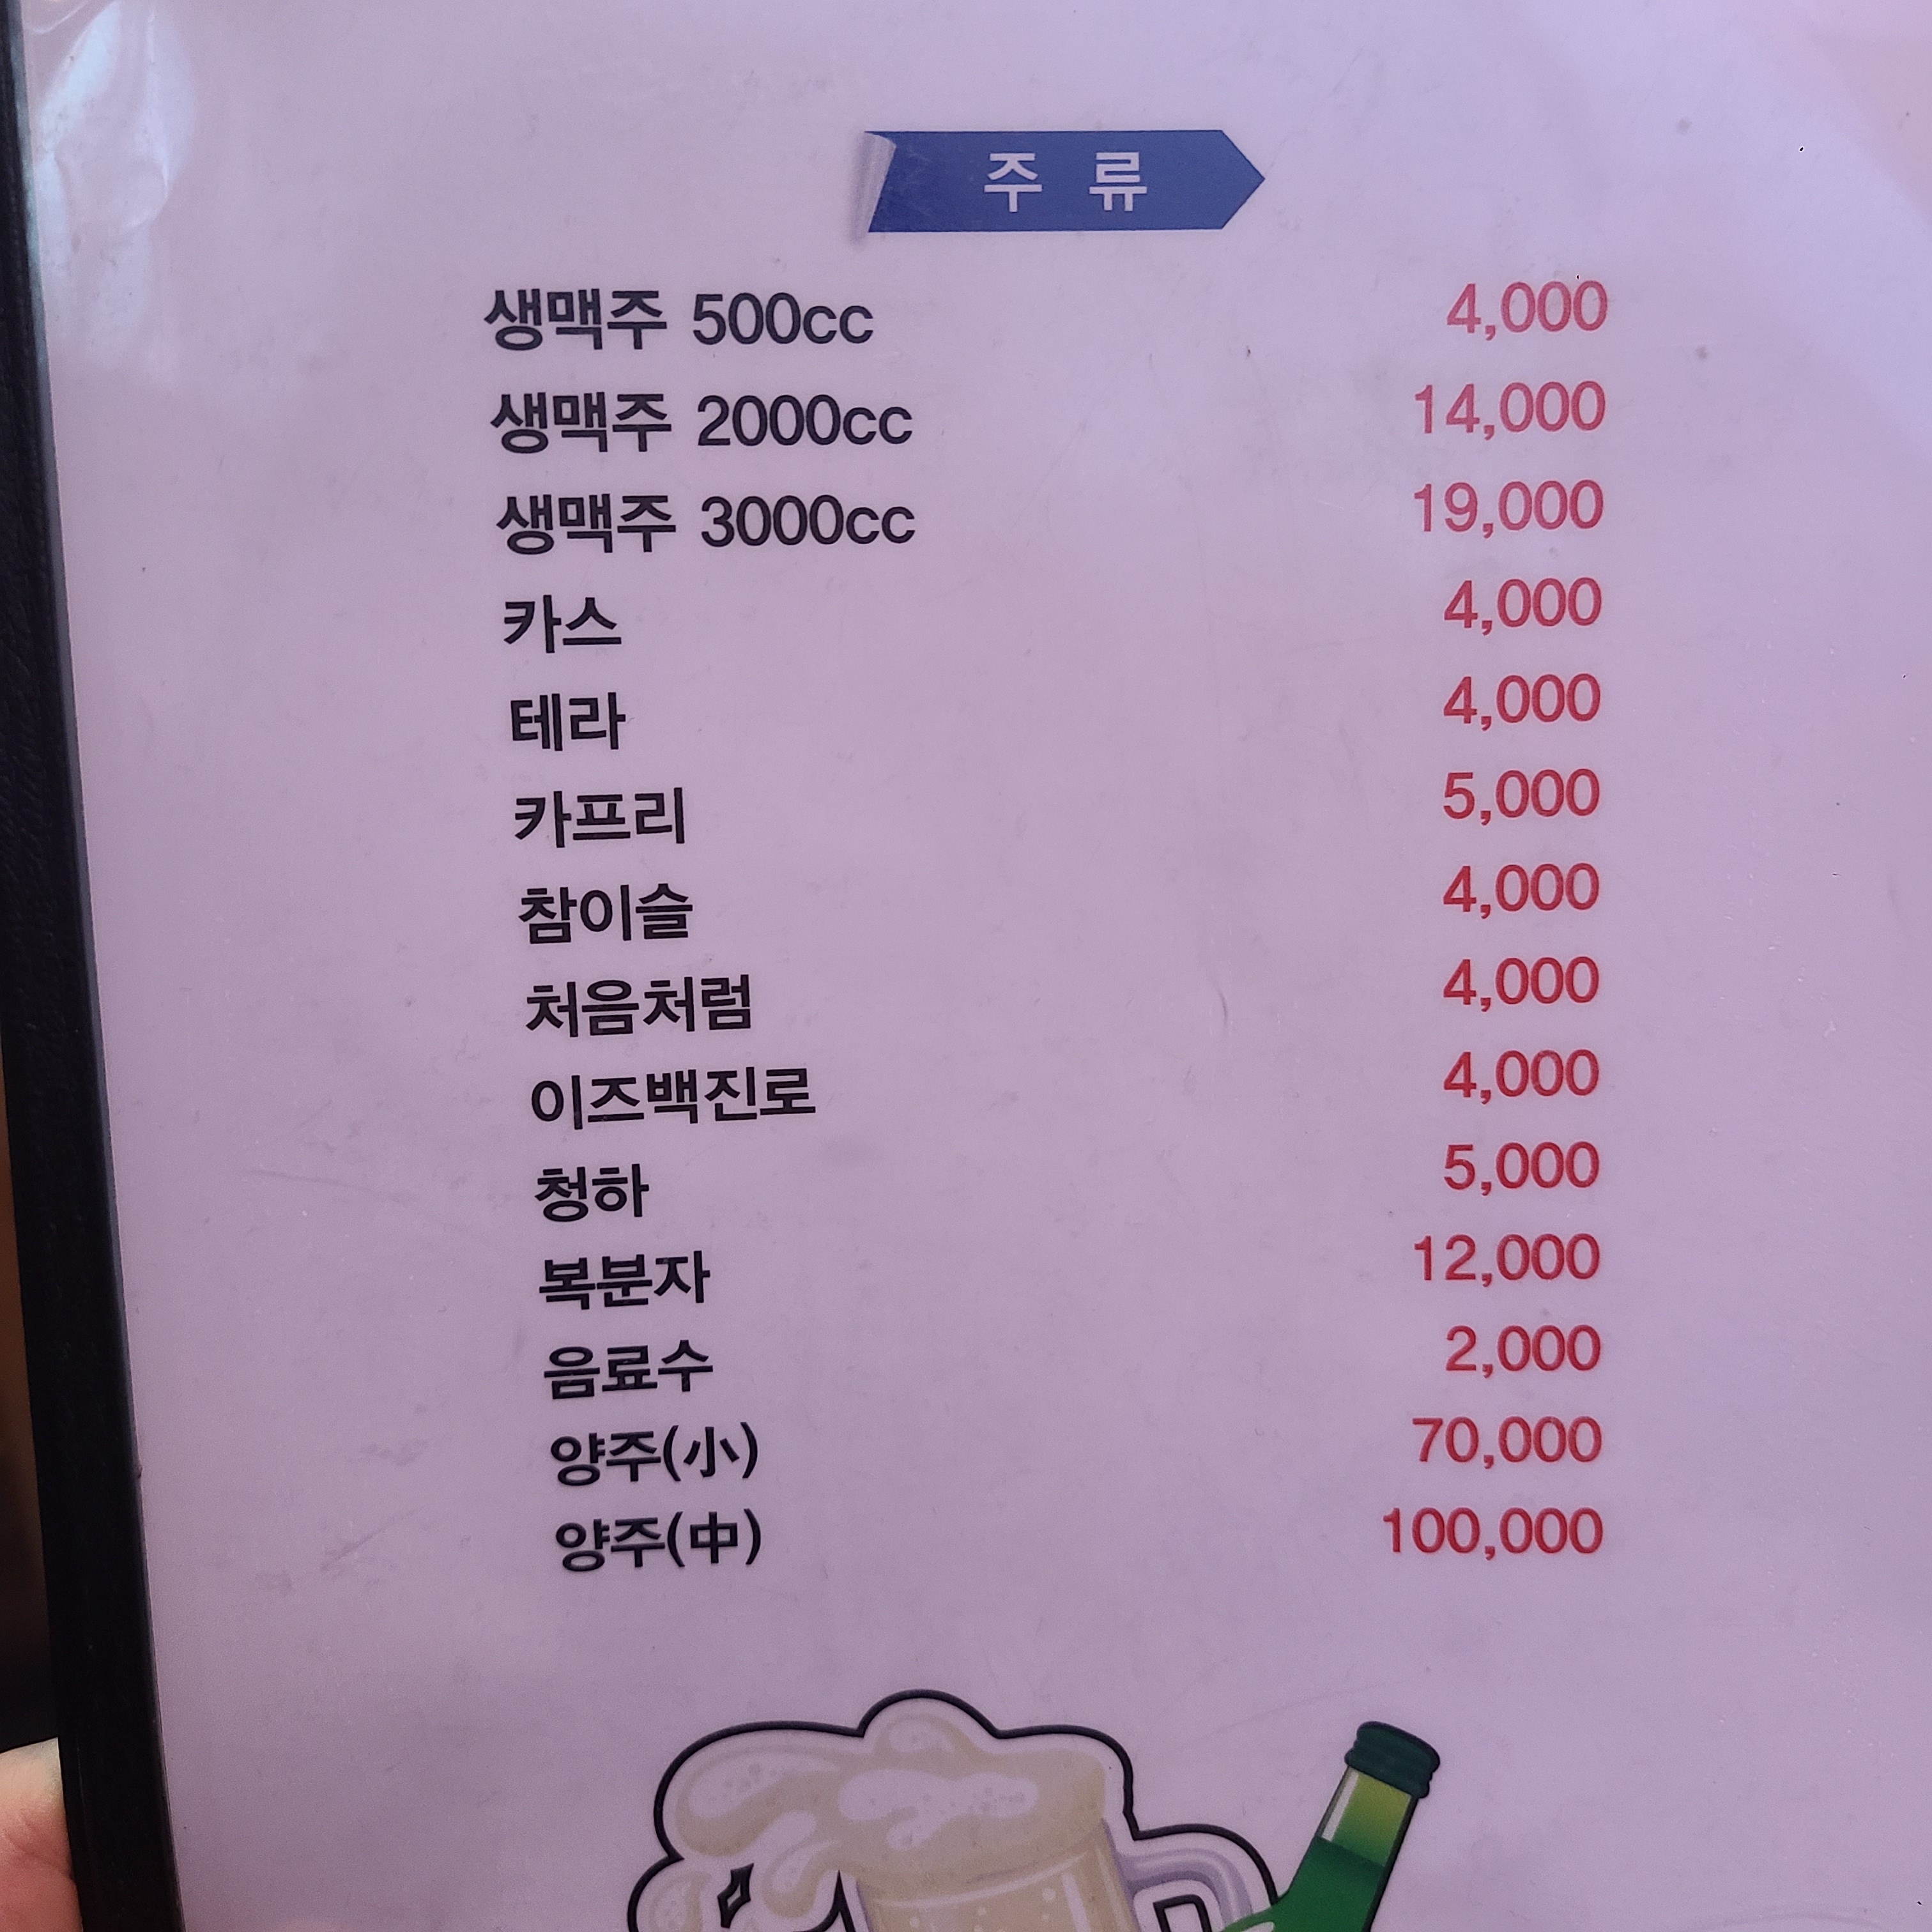 주 류
생맥주 500cc 4,000
생맥주 2000cc 14,000
생맥주 3000cc 19,000
카스 4,000
테라 4,000
카프리 5,000
참이슬 4,000
처음처럼 4,000
이즈백진로 4,000
청하 5,000
복분자 12,000
음료수 2,000
양주(小) 70,000
양주(中) 100,000